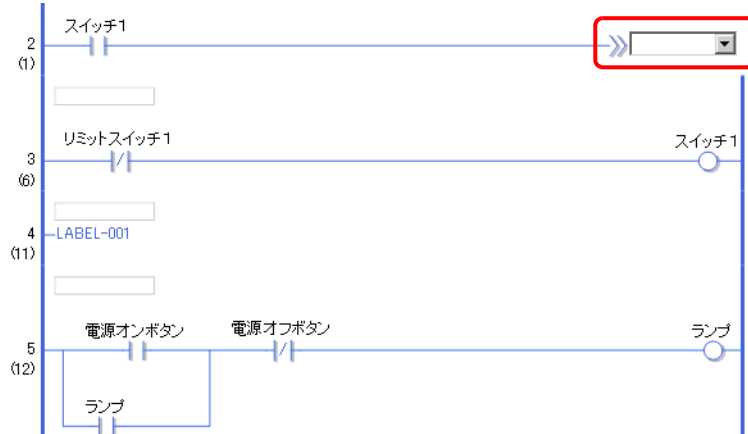 スイッチ1
2
(1)
リミットスイッチ1
スイッチ1
3
(6)
4
LABEL-001
(11)
電源オンボタン
電源オフボタン
ランプ
5
(12)
ランプ